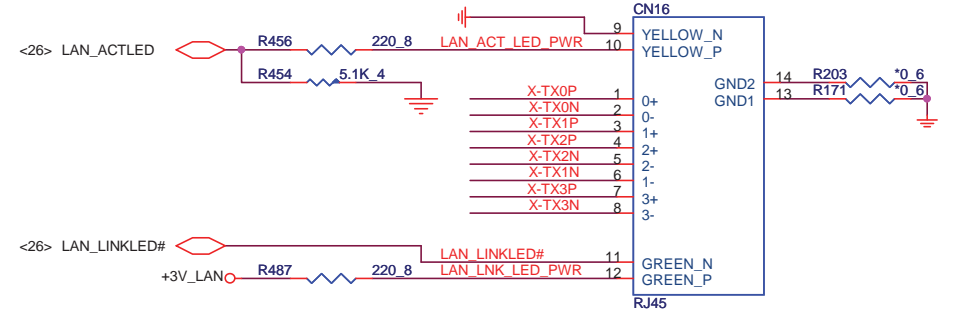 CN16
9 YELLOW_N
<26> LAN_ACTLED R456 220_8 LAN_ACT_LED_PWR 10 YELLOW_P
R454 5.1K_4
GND2 14 R203 *0_6
GND1 13 R171 *0_6
X-TX0P 1 0+
X-TX0N 2 0-
X-TX1P 3 1+
X-TX2P 4 2+
X-TX2N 5 2-
X-TX1N 6 1-
X-TX3P 7 3+
X-TX3N 8 3-
<26> LAN_LINKLED# LAN_LINKLED# 11 GREEN_N
+3V_LAN R487 220_8 LAN_LNK_LED_PWR 12 GREEN_P
RJ45